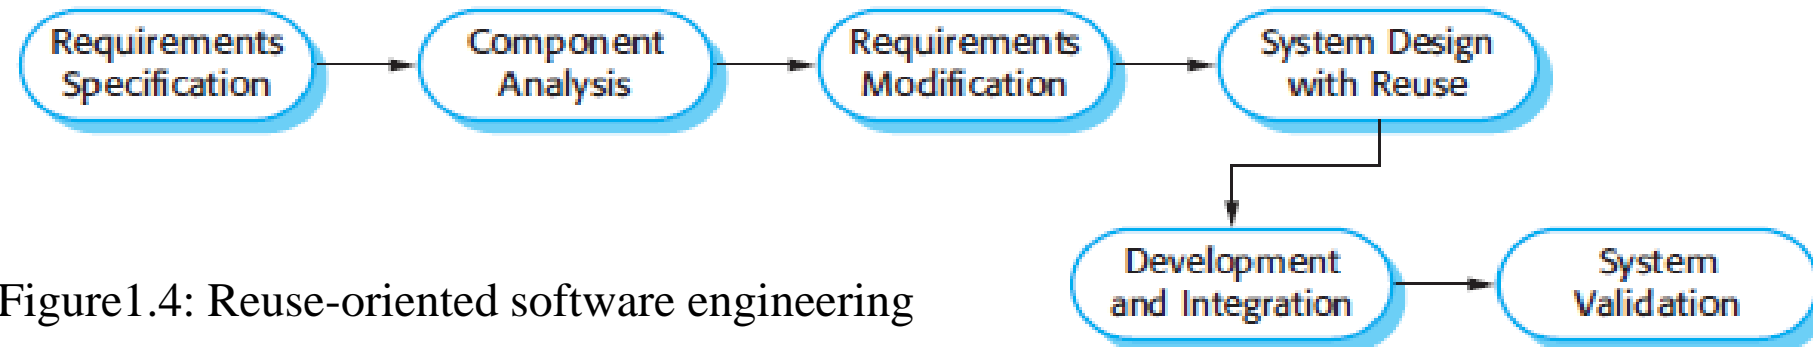 Requirements
Specification
Component
Analysis
Requirements
Modification
System Design
with Reuse
Development
and Integration
System
Validation
Figure1.4: Reuse-oriented software engineering